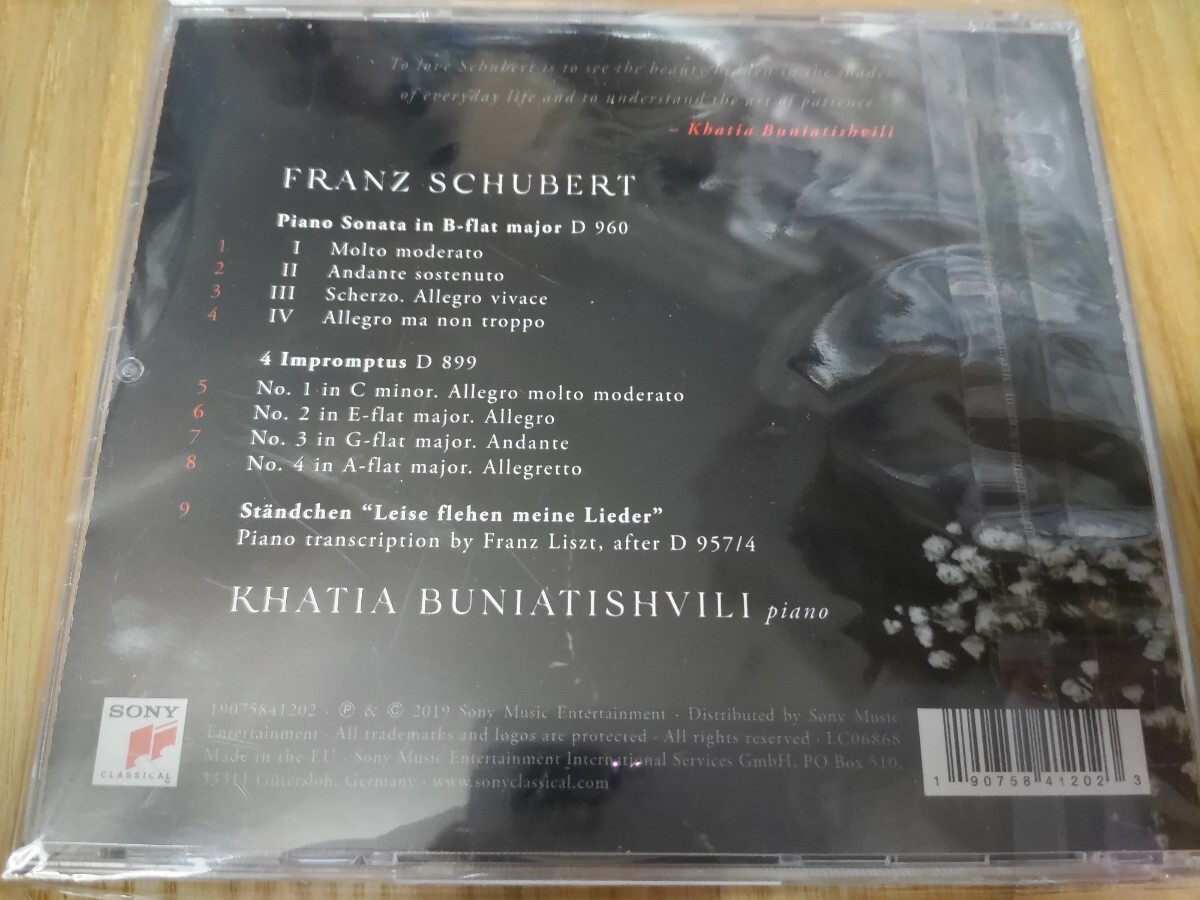 To love Schubert is to see the beauty hidden in the shades
of everyday life and to understand the art of patience
– Khatia Buniatishvili
FRANZ SCHUBERT
Piano Sonata in B-flat major D 960
1 I Molto moderato
2 II Andante sostenuto
3 III Scherzo. Allegro vivace
4 IV Allegro ma non troppo
4 Impromptus D 899
5 No. 1 in C minor. Allegro molto moderato
6 No. 2 in E-flat major. Allegro
7 No. 3 in G-flat major. Andante
8 No. 4 in A-flat major. Allegretto
9 Ständchen “Leise flehen meine Lieder”
Piano transcription by Franz Liszt, after D 957/4
KHATIA BUNIATISHVILI piano
SONY
CLASSICAL
19075841202 · ℗ & © 2019 Sony Music Entertainment · Distributed by Sony Music
Entertainment · All trademarks and logos are protected · All rights reserved · LC06868
Made in the EU · Sony Music Entertainment International Services GmbH, PO Box 510,
33311 Gütersloh, Germany · www.sonyclassical.com
1 90758 41202 3